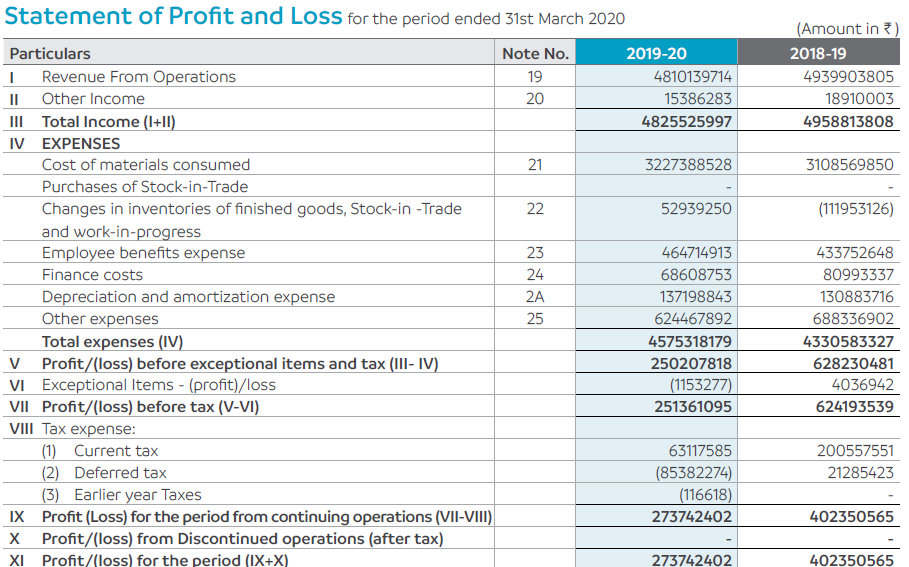 Statement of Profit and Loss for the period ended 31st March 2020
(Amount in ₹)
Particulars Note No. 2019-20 2018-19
I Revenue From Operations 19 4810139714 4939903805
II Other Income 20 15386283 18910003
III Total Income (I+II) 4825525997 4958813808
IV EXPENSES
Cost of materials consumed 21 3227388528 3108569850
Purchases of Stock-in-Trade - -
Changes in inventories of finished goods, Stock-in -Trade 22 52939250 (111953126)
and work-in-progress
Employee benefits expense 23 464714913 433752648
Finance costs 24 68608753 80993337
Depreciation and amortization expense 2A 137198843 130883716
Other expenses 25 624467892 688336902
Total expenses (IV) 4575318179 4330583327
V Profit/(loss) before exceptional items and tax (III- IV) 250207818 628230481
VI Exceptional Items - (profit)/loss (1153277) 4036942
VII Profit/(loss) before tax (V-VI) 251361095 624193539
VIII Tax expense:
(1) Current tax 63117585 200557551
(2) Deferred tax (85382274) 21285423
(3) Earlier year Taxes (116618) -
IX Profit (Loss) for the period from continuing operations (VII-VIII) 273742402 402350565
X Profit/(loss) from Discontinued operations (after tax) - -
XI Profit/(loss) for the period (IX+X) 273742402 402350565